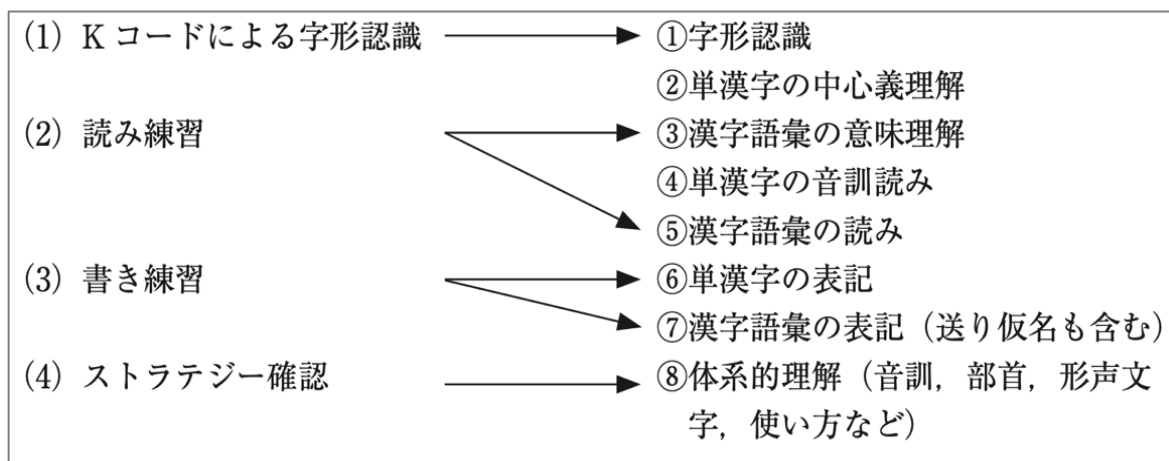 (1) Kコードによる字形認識 ①字形認識
②単漢字の中心義理解
(2) 読み練習 ③漢字語彙の意味理解
④単漢字の音訓読み
⑤漢字語彙の読み
(3) 書き練習 ⑥単漢字の表記
⑦漢字語彙の表記（送り仮名も含む）
(4) ストラテジー確認 ⑧体系的理解（音訓，部首，形声文
字，使い方など）